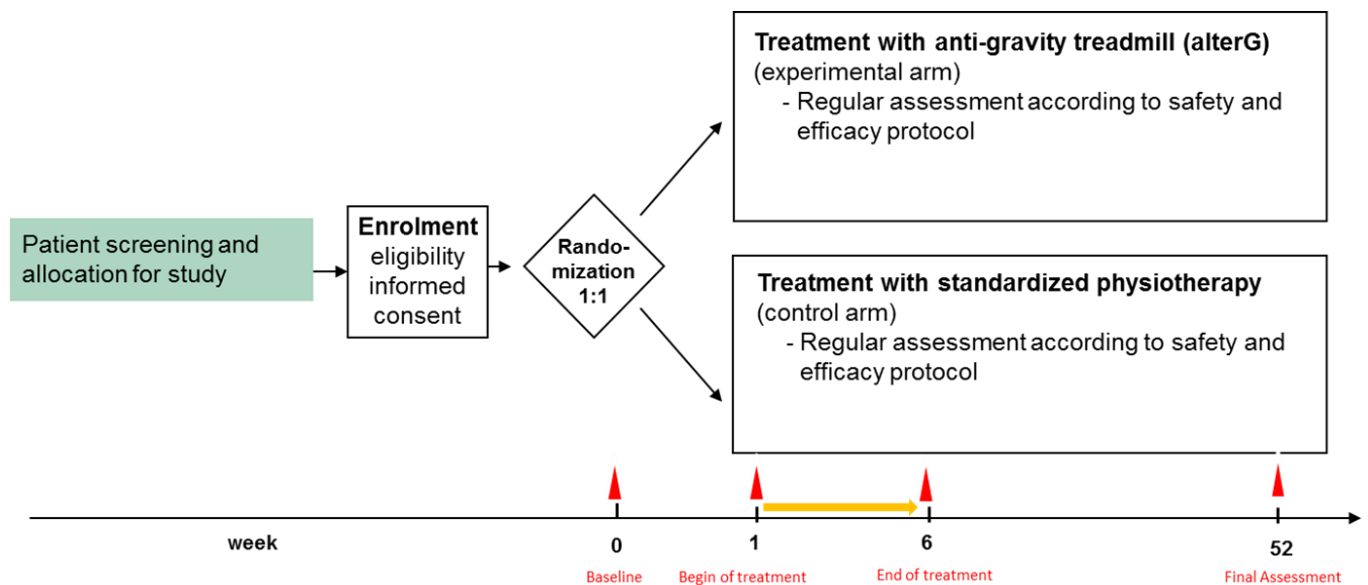 Treatment with anti-gravity treadmill (alterG)
(experimental arm)
- Regular assessment according to safety and
efficacy protocol
Patient screening and
allocation for study
Enrolment
eligibility
informed
consent
Rando-
mization
1:1
Treatment with standardized physiotherapy
(control arm)
- Regular assessment according to safety and
efficacy protocol
week
0
1
6
52
Baseline
Begin of treatment
End of treatment
Final Assessment